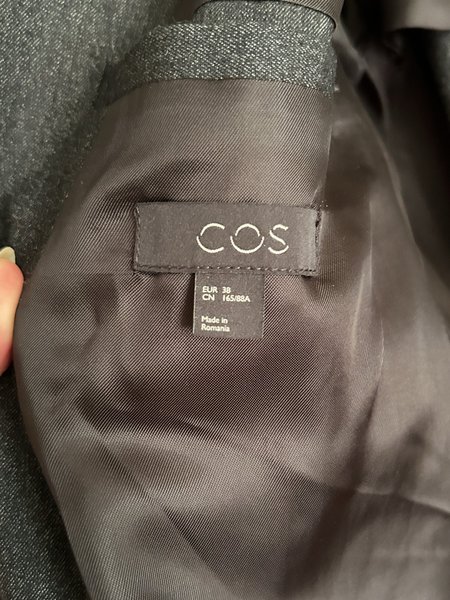 COS
EUR 38
CN 165/88A
Made in
Romania